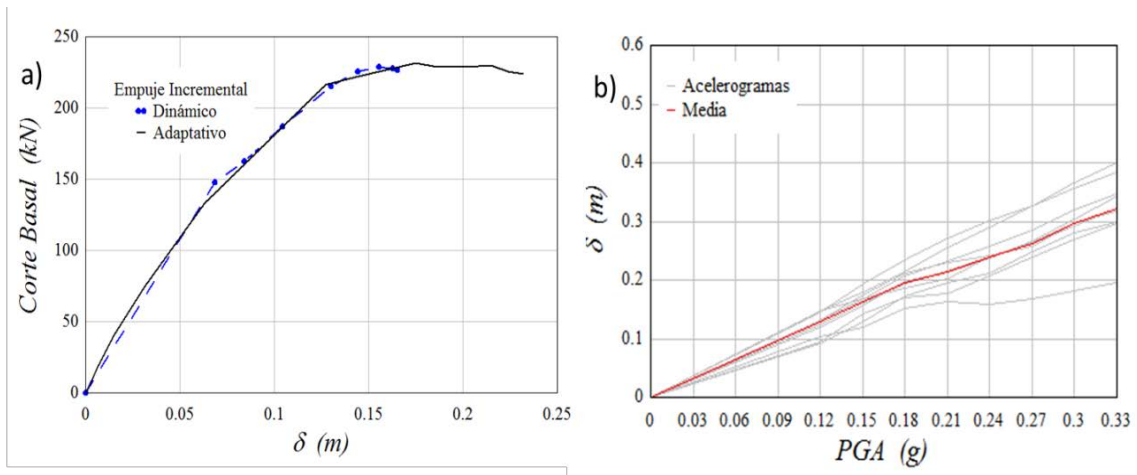 a)
250
200
150
100
50
0
Corte Basal (kN)
Empuje Incremental
Dinámico
Adaptativo
0 0.05 0.1 0.15 0.2 0.25
δ (m)
b)
0.6
0.5
0.4
0.3
0.2
0.1
0
δ (m)
Acelerogramas
Media
0 0.03 0.06 0.09 0.12 0.15 0.18 0.21 0.24 0.27 0.3 0.33
PGA (g)